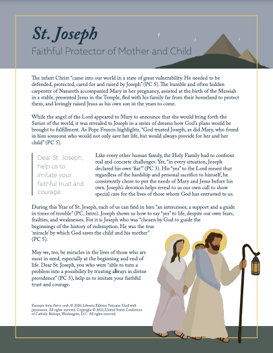 St. Joseph
Faithful Protector of Mother and Child
The infant Christ "came into our world in a state of great vulnerability. He needed to be
defended, protected, cared for and raised by Joseph" (PC 5). The humble and often hidden
carpenter of Nazareth accompanied Mary in her pregnancy, assisted at the birth of the Messiah
in a stable, presented Jesus in the Temple, fled with his family far from their homeland to protect
them, and lovingly raised Jesus as his own son in the years to come.
While the angel of the Lord appeared to Mary to announce that she would bring forth the
Savior of the world, it was revealed to Joseph in a series of dreams how God's plans would be
brought to fulfillment. As Pope Francis highlights, "God trusted Joseph, as did Mary, who found
in him someone who would not only save her life, but would always provide for her and her
child" (PC 5).
Dear St. Joseph,
help us to
imitate your
faithful trust and
courage.
Like every other human family, the Holy Family had to confront
real and concrete challenges. Yet, "in every situation, Joseph
declared his own 'fiat'" (PC 3). His "yes" to the Lord meant that
regardless of the hardship and personal sacrifice to himself, he
consistently chose to put the needs of Mary and Jesus before his
own. Joseph's devotion helps reveal to us our own call to show
special care for the lives of those whom God has entrusted to us.
During this Year of St. Joseph, each of us can find in him "an intercessor, a support and a guide
in times of trouble" (PC, Intro). Joseph shows us how to say "yes" to life, despite our own fears,
frailties, and weaknesses. For it is Joseph who was "chosen by God to guide the
beginnings of the history of redemption. He was the true
'miracle' by which God saves the child and his mother"
(PC 5).
May we, too, be miracles in the lives of those who are
most in need, especially at the beginning and end of
life. Dear St. Joseph, you who were "able to turn a
problem into a possibility by trusting always in divine
providence" (PC 5), help us to imitate your faithful
trust and courage.
Excerpts from Patris corde © 2020, Libreria Editrice Vaticana. Used with
permission. All rights reserved. Copyright © 2021, United States Conference
of Catholic Bishops, Washington, D.C. All rights reserved.